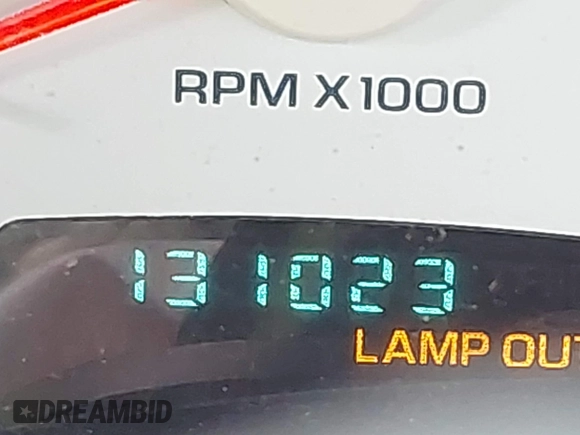 RPM X1000
131023
LAMP OUT
DREAMBID